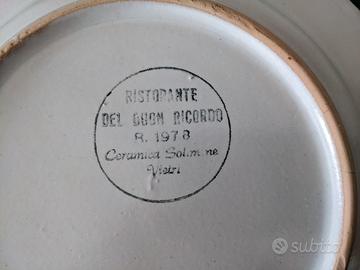 RISTORANTE
DEL BUON RICORDO
R. 1978
Ceramica Solimene
Vietri
subito